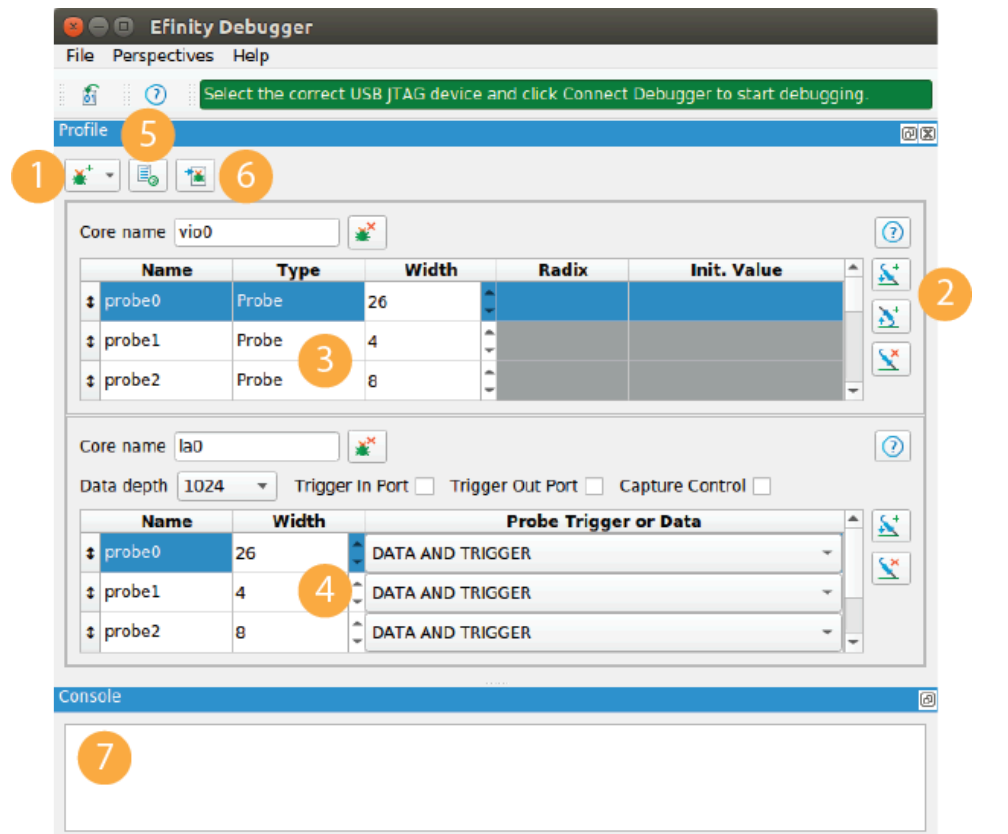 Efinity Debugger
File Perspectives Help
Select the correct USB JTAG device and click Connect Debugger to start debugging.
Profile
5
1
6
Core name vio0
Name Type Width Radix Init. Value
2
probe0 Probe 26
probe1 Probe 4
3
probe2 Probe 8
Core name la0
Data depth 1024 Trigger In Port Trigger Out Port Capture Control
Name Width Probe Trigger or Data
probe0 26 DATA AND TRIGGER
probe1 4 DATA AND TRIGGER
4
probe2 8 DATA AND TRIGGER
Console
7